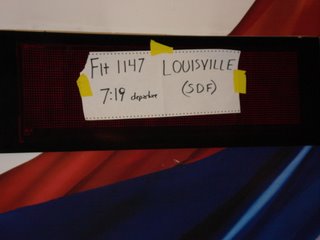 Flt 1147 LOUISVILLE
7:19 departure (SDF)